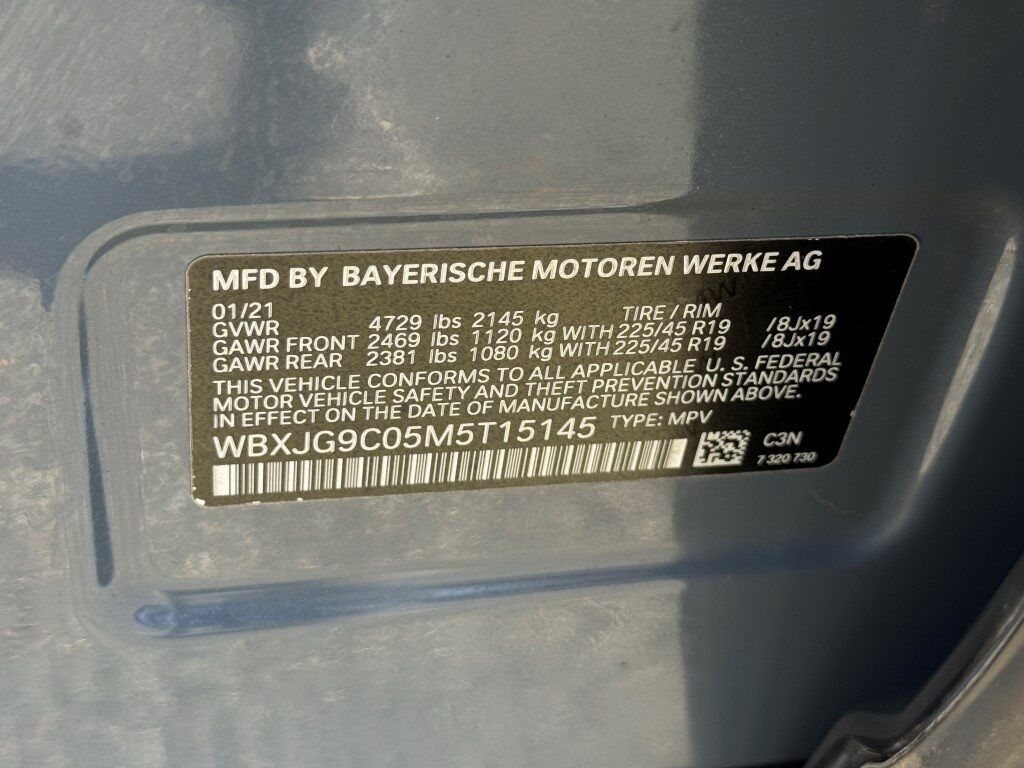 MFD BY BAYERISCHE MOTOREN WERKE AG
01/21 TIRE / RIM
GVWR 4729 lbs 2145 kg
GAWR FRONT 2469 lbs 1120 kg WITH 225/45 R19 /8Jx19
GAWR REAR 2381 lbs 1080 kg WITH 225/45 R19 /8Jx19
THIS VEHICLE CONFORMS TO ALL APPLICABLE U. S. FEDERAL
MOTOR VEHICLE SAFETY AND THEFT PREVENTION STANDARDS
IN EFFECT ON THE DATE OF MANUFACTURE SHOWN ABOVE.
WBXJG9C05M5T15145 TYPE: MPV
C3N
7 320 730